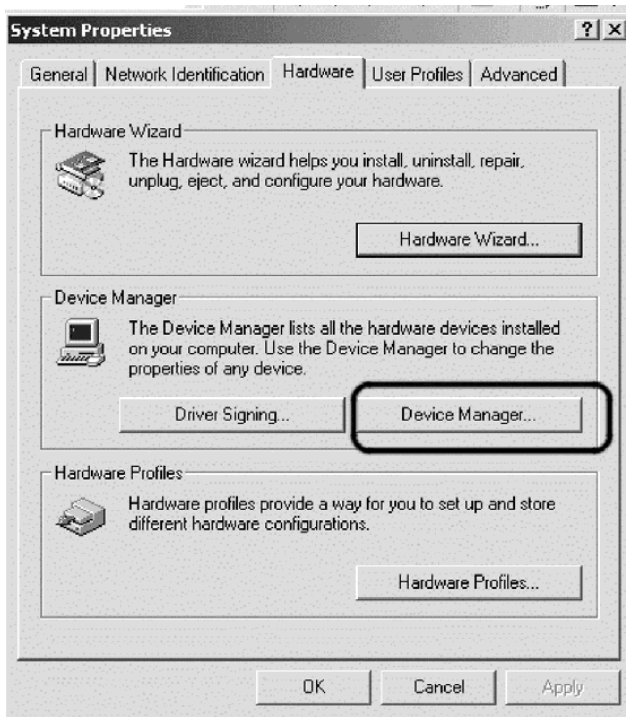 System Properties
General Network Identification Hardware User Profiles Advanced
Hardware Wizard
The Hardware wizard helps you install, uninstall, repair,
unplug, eject, and configure your hardware.
Hardware Wizard...
Device Manager
The Device Manager lists all the hardware devices installed
on your computer. Use the Device Manager to change the
properties of any device.
Driver Signing... Device Manager...
Hardware Profiles
Hardware profiles provide a way for you to set up and store
different hardware configurations.
Hardware Profiles...
OK Cancel Apply